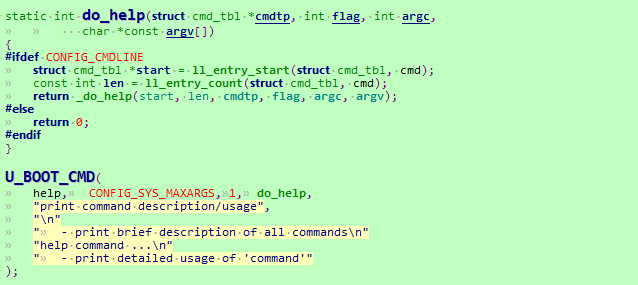 static int do_help(struct cmd_tbl *cmdtp, int flag, int argc,
		   char *const argv[])
{
#ifdef CONFIG_CMDLINE
	struct cmd_tbl *start = ll_entry_start(struct cmd_tbl, cmd);
	const int len = ll_entry_count(struct cmd_tbl, cmd);
	return _do_help(start, len, cmdtp, flag, argc, argv);
#else
	return 0;
#endif
}

U_BOOT_CMD(
	help,	CONFIG_SYS_MAXARGS,	1,	do_help,
	"print command description/usage",
	"\n"
	"	- print brief description of all commands\n"
	"help command ...\n"
	"	- print detailed usage of 'command'"
);